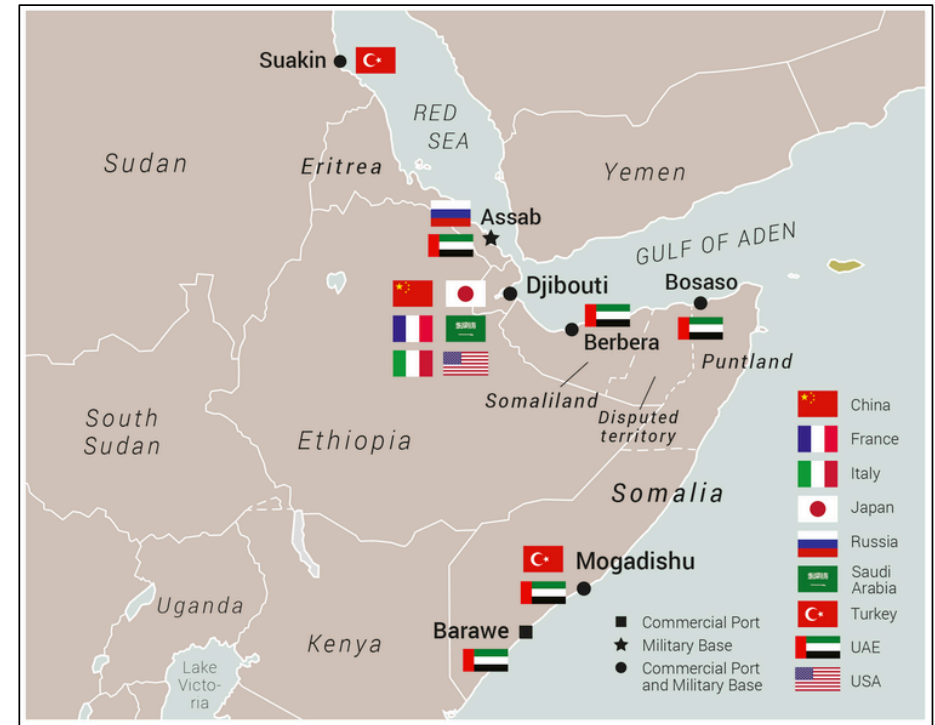 Suakin
RED
SEA
Sudan
Eritrea
Yemen
Assab
GULF OF ADEN
Djibouti
Bosaso
Berbera
Puntland
Somaliland
Disputed
territory
South
Sudan
Ethiopia
Somalia
Mogadishu
Uganda
Kenya
Barawe
Lake
Victo-
ria
China
France
Italy
Japan
Russia
Saudi
Arabia
Turkey
UAE
USA
Commercial Port
Military Base
Commercial Port
and Military Base